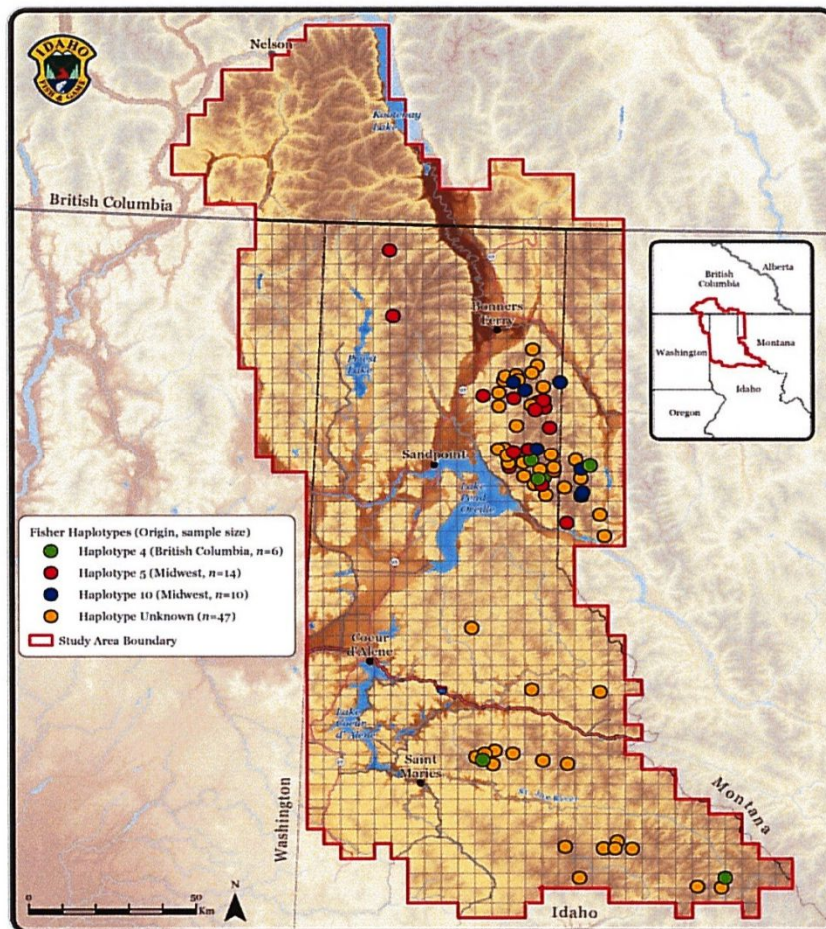 IDAHO
FISH & GAME
Nelson
Kootenay
Lake
British Columbia
Bonners
Ferry
Priest
Lake
Sandpoint
Lake
Pend
Oreille
British
Columbia
Alberta
Washington
Montana
Idaho
Oregon
Fisher Haplotypes (Origin, sample size)
Haplotype 4 (British Columbia, n=6)
Haplotype 5 (Midwest, n=14)
Haplotype 10 (Midwest, n=10)
Haplotype Unknown (n=47)
Study Area Boundary
Coeur
d'Alene
Lake
Coeur
d'Alene
Saint
Maries
St. Joe River
Washington
Montana
Idaho
0
50
Km
N